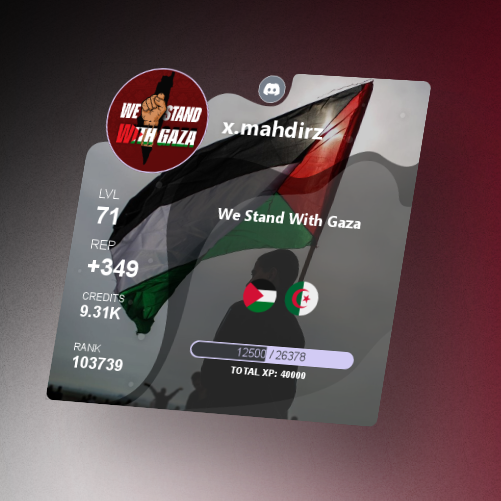 WE STAND
WITH GAZA
x.mahdirz
We Stand With Gaza
LVL
71
REP
+349
CREDITS
9.31K
RANK
103739
12500 / 26378
TOTAL XP: 40000